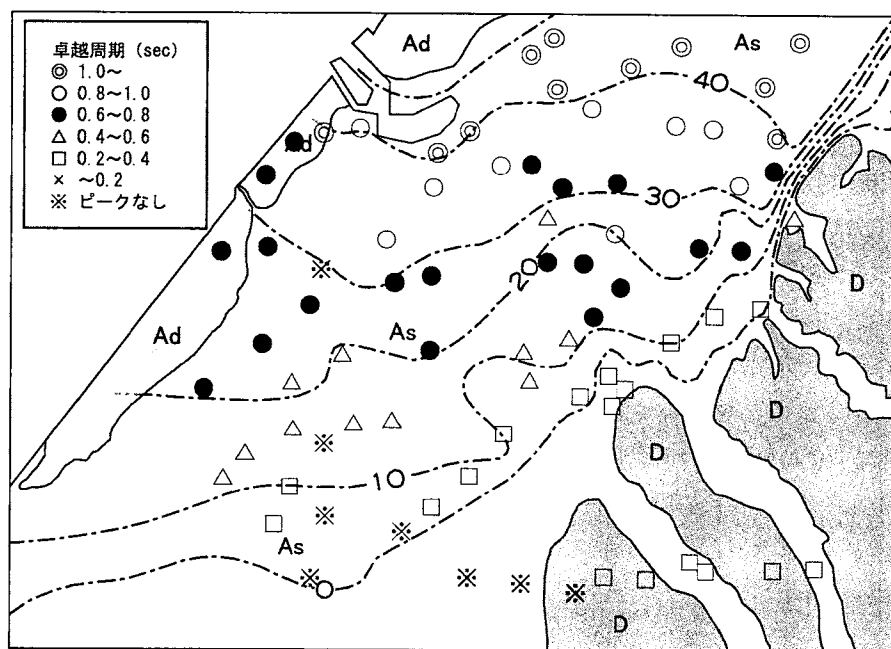 卓越周期 (sec)
◎ 1.0～
○ 0.8～1.0
● 0.6～0.8
△ 0.4～0.6
□ 0.2～0.4
× ～0.2
※ ピークなし
Ad
As
40
Ad
30
20
D
Ad
As
D
D
10
As
0
D